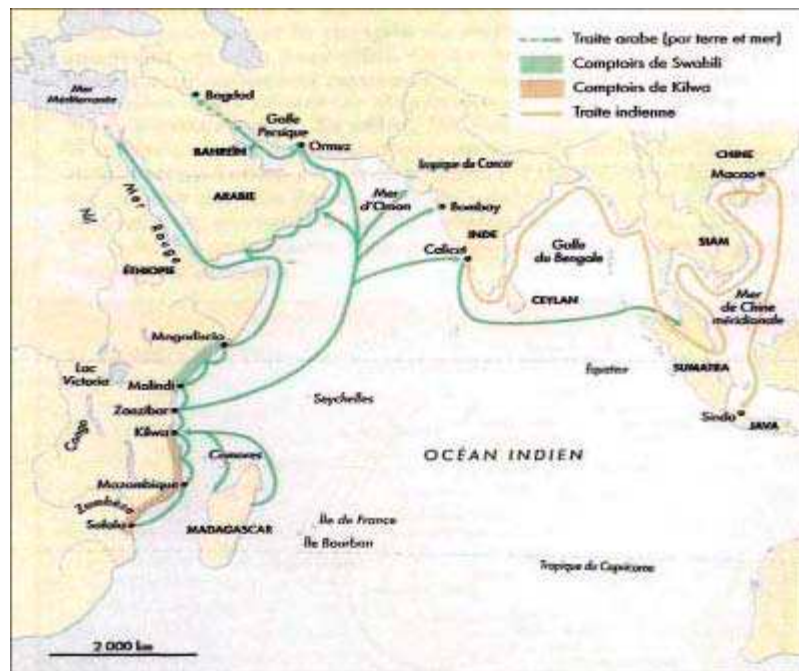 Traite arabe (par terre et mer)
Comptoirs de Swahili
Comptoirs de Kilwa
Traite indienne
Mer
Méditerranée
Bagdad
Golfe
Persique
Ormuz
BAHREÏN
ARABIE
Mer Rouge
Nil
ÉTHIOPIE
Tropique du Cancer
Mer
d'Oman
Bombay
INDE
Calicut
Golfe
du Bengale
CEYLAN
CHINE
Macao
SIAM
Mer
de Chine
méridionale
Mogadiscio
Lac
Victoria
Malindi
Zanzibar
Kilwa
Congo
Seychelles
Équateur
SUMATRA
Sinda
JAVA
Comores
OCÉAN INDIEN
Mozambique
Zambèze
Sofala
MADAGASCAR
Île de France
Île Bourbon
Tropique du Capricorne
2 000 km